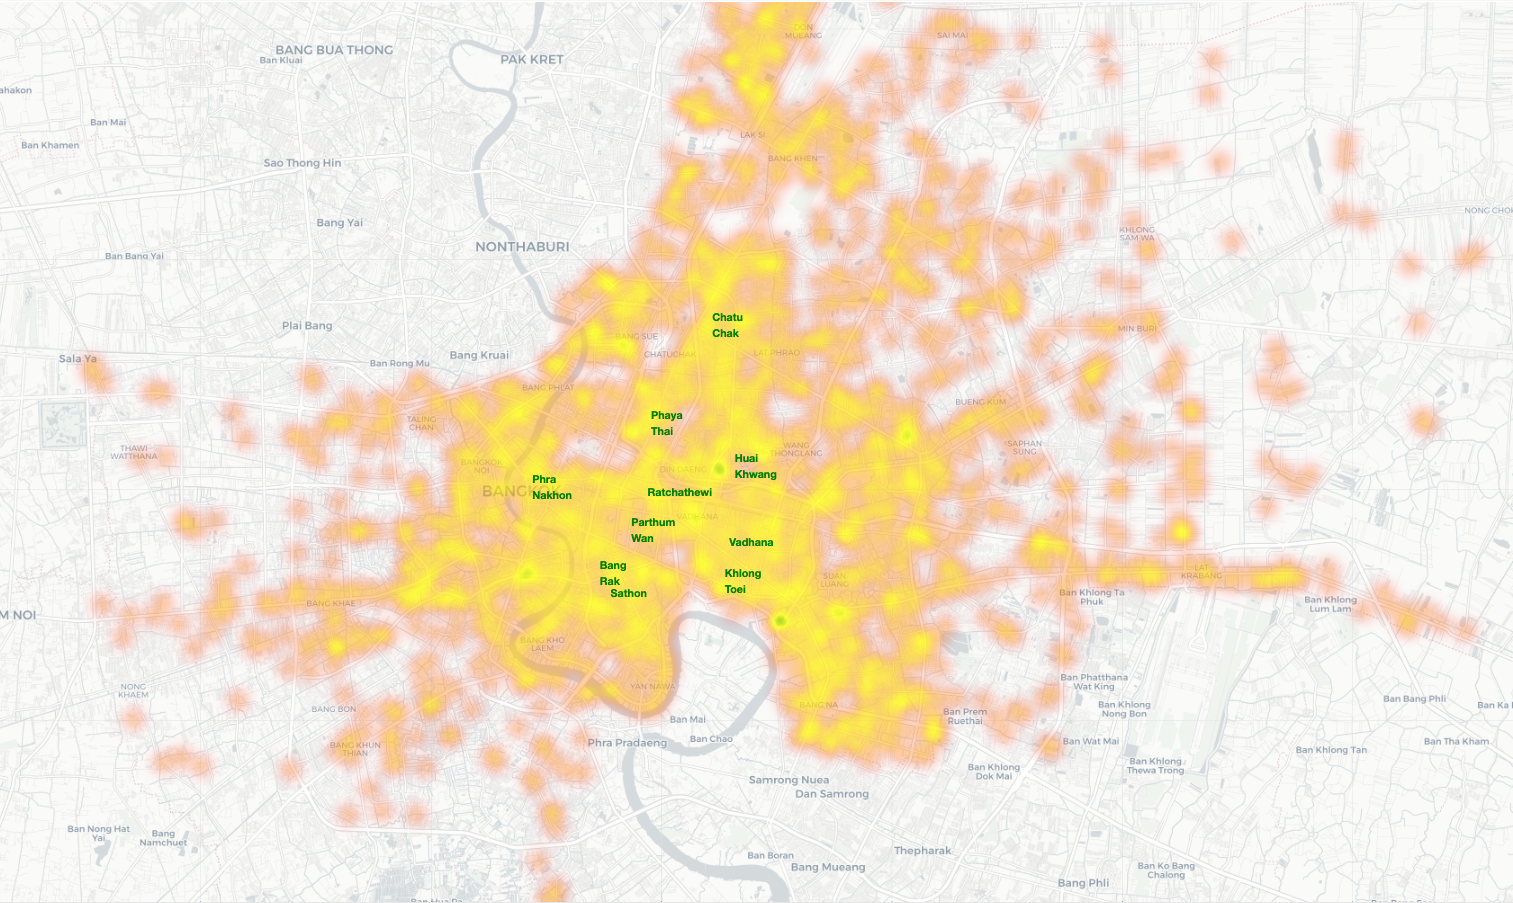 DON
MUEANG
SAI MAI
BANG BUA THONG
Ban Kluai
PAK KRET
ahakon
Ban Mai
LAK SI
Ban Khamen
Sao Thong Hin
BANG KHEN
NONG CHOK
Bang Yai
KHLONG
SAM WA
NONTHABURI
Ban Bang Yai
Chatu
Chak
Plai Bang
MIN BURI
BANG SUE
Bang Kruai
CHATUCHAK
LAT PHRAO
Sala Ya
Ban Rong Mu
BANG PHLAT
BUENG KUM
Phaya
Thai
TALING
CHAN
SAPHAN
SUNG
THAWI
WATTHANA
WANG
THONGLANG
Huai
Khwang
BANGKOK
NOI
DIN DAENG
Phra
Nakhon
BANGKOK
Ratchathewi
VADHANA
Parthum
Wan
Vadhana
Bang
Rak
Khlong
Toei
Sathon
SUAN
LUANG
LAT
KRABANG
Ban Khlong Ta
Phuk
Ban Khlong
Lum Lam
BANG KHAE
M NOI
BANG KHO
LAEM
Ban Phatthana
Wat King
NONG
KHAEM
YAN NAWA
Ban Bang Phli
Ban Ka
BANG BON
BANG NA
Ban Khlong
Nong Bon
Ban Prem
Ruethai
Ban Mai
Ban Chao
Phra Pradaeng
BANG KHUN
THIAN
Ban Wat Mai
Ban Khlong Tan
Ban Tha Kham
Ban Khlong
Thewa Trong
Ban Khlong
Dok Mai
Samrong Nuea
Dan Samrong
Ban Nong Hat
Yai
Bang
Namchuet
Thepharak
Ban Boran
Bang Mueang
Ban Ko Bang
Chalong
Bang Phli